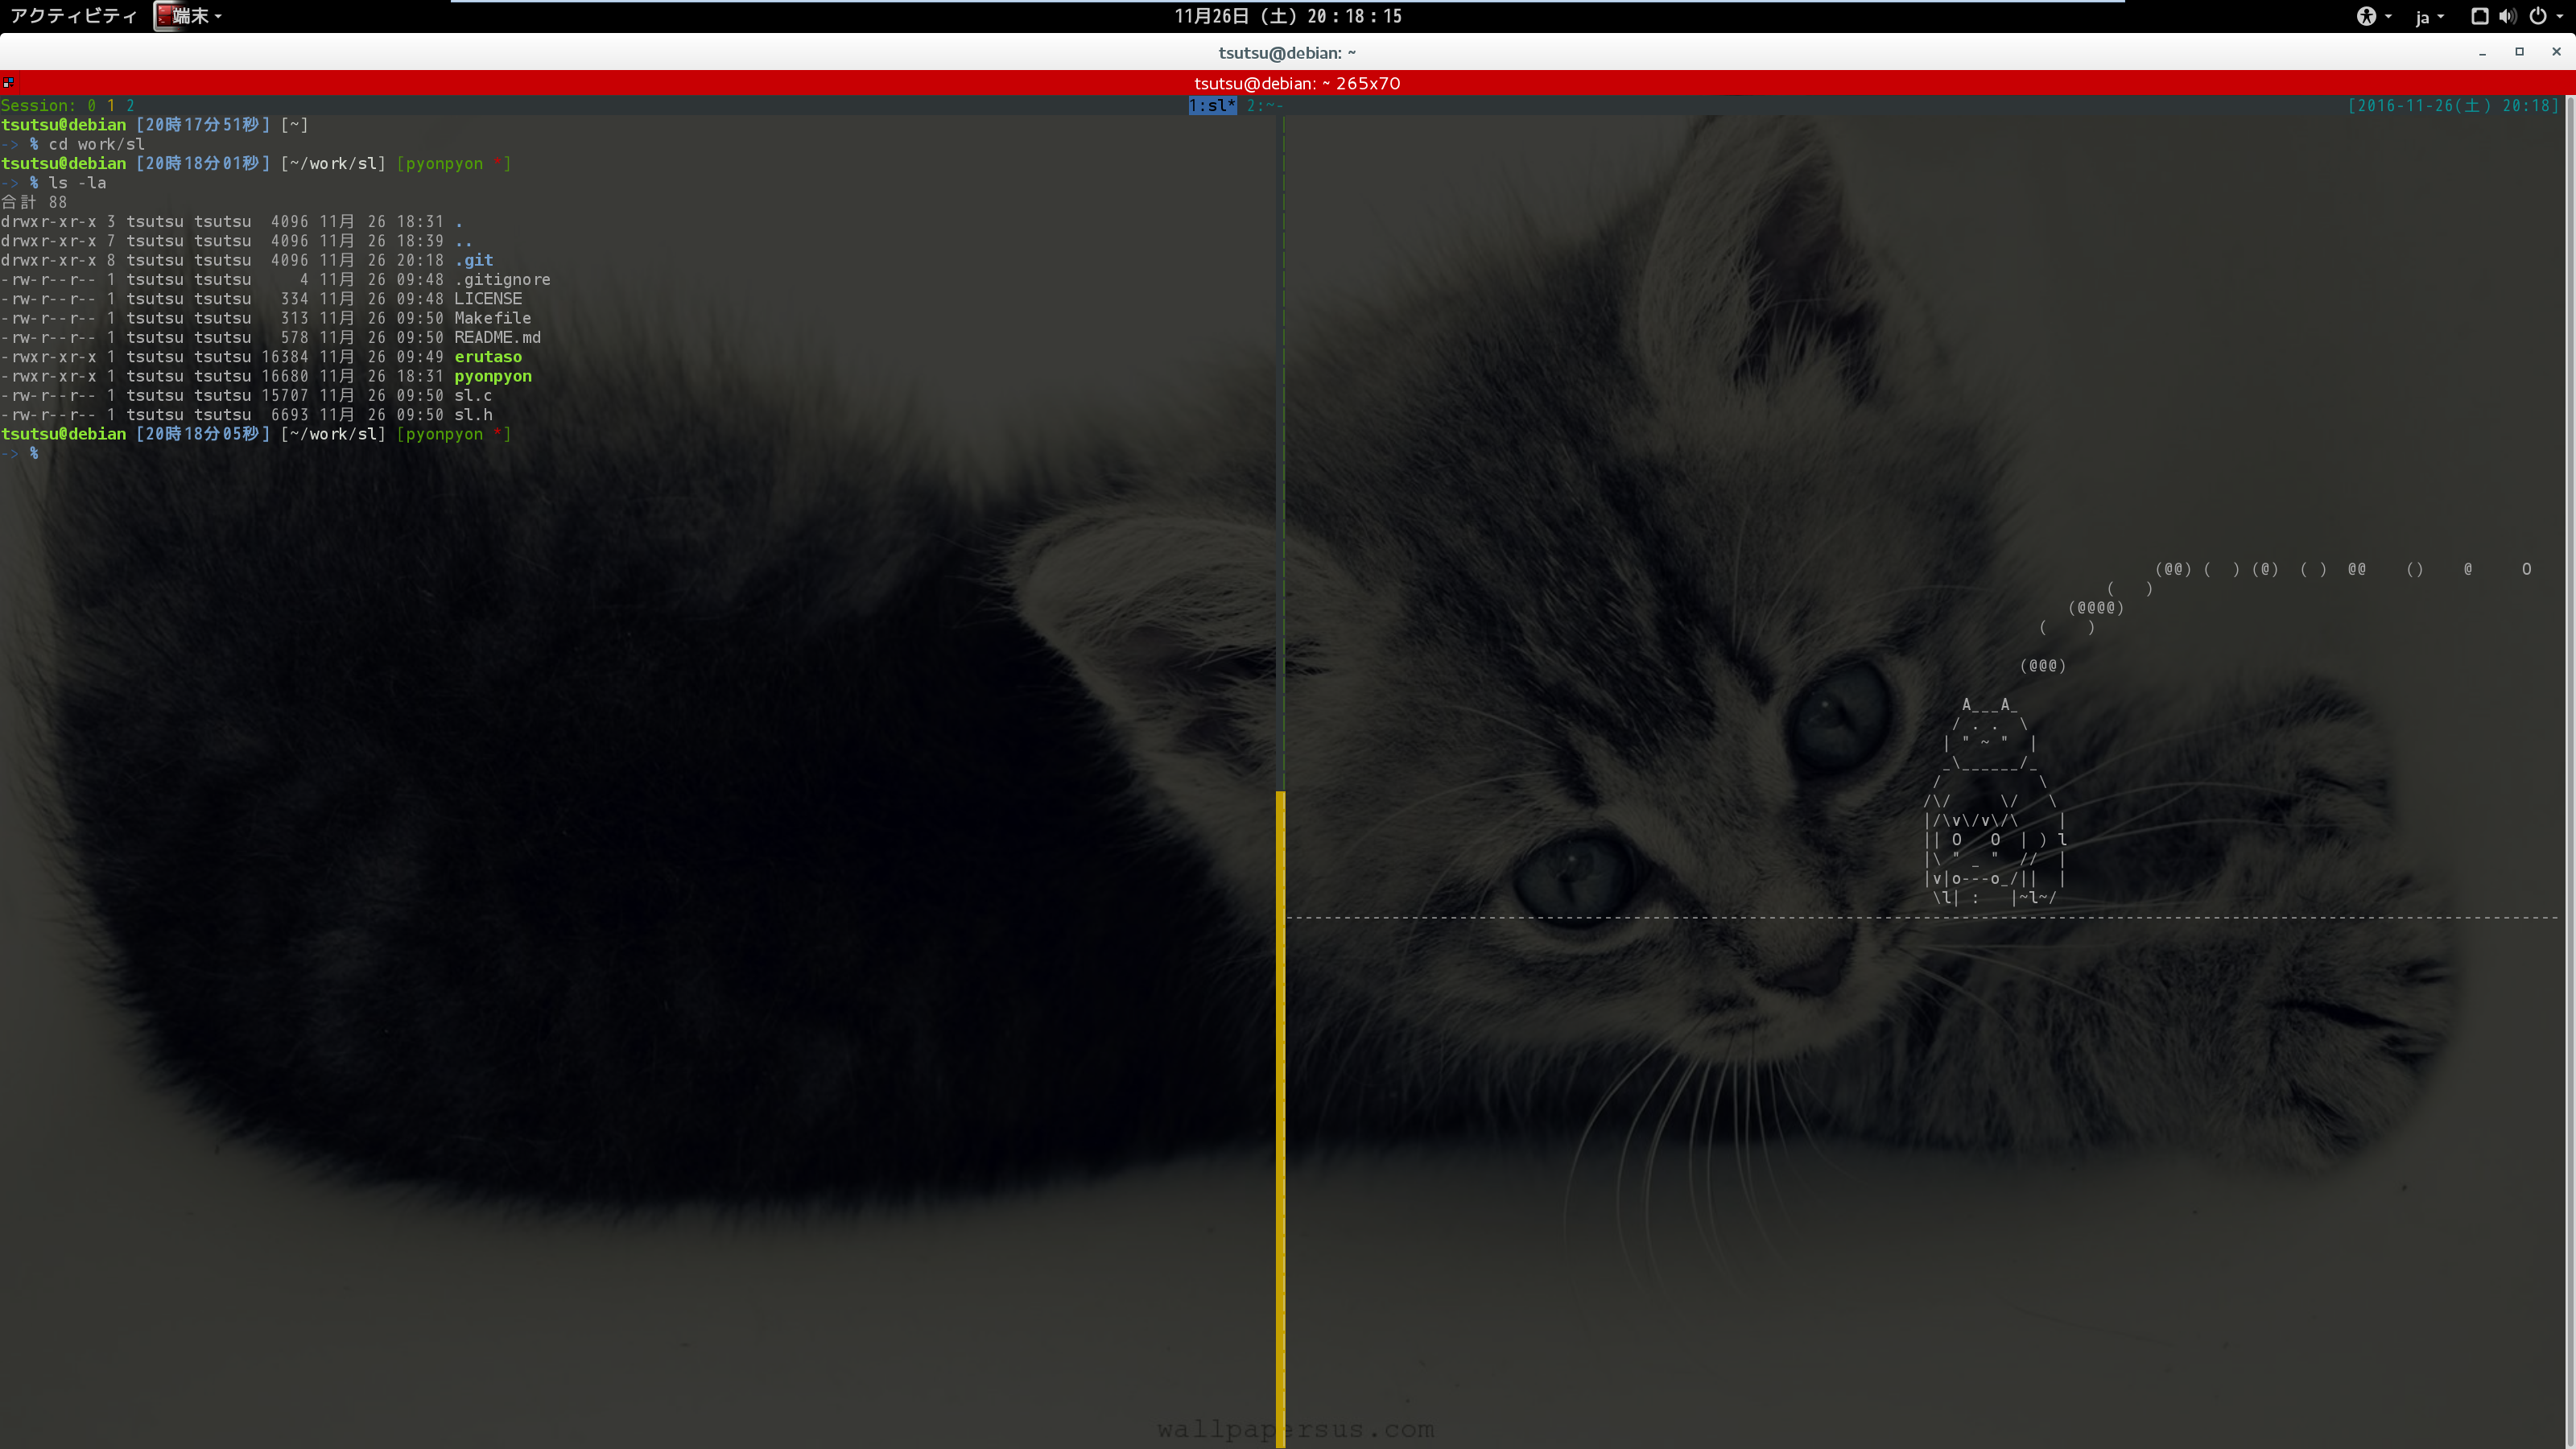 アクティビティ 端末 11月26日 (土) 20:18:15 ja
tsutsu@debian: ~
tsutsu@debian: ~ 265x70
Session: 0 1 2 1:sl* 2:~- [2016-11-26(土) 20:18]
tsutsu@debian [20時17分51秒] [~]
-> % cd work/sl
tsutsu@debian [20時18分01秒] [~/work/sl] [pyonpyon *]
-> % ls -la
合計 88
drwxr-xr-x 3 tsutsu tsutsu  4096 11月 26 18:31 .
drwxr-xr-x 7 tsutsu tsutsu  4096 11月 26 18:39 ..
drwxr-xr-x 8 tsutsu tsutsu  4096 11月 26 20:18 .git
-rw-r--r-- 1 tsutsu tsutsu     4 11月 26 09:48 .gitignore
-rw-r--r-- 1 tsutsu tsutsu   334 11月 26 09:48 LICENSE
-rw-r--r-- 1 tsutsu tsutsu   313 11月 26 09:50 Makefile
-rw-r--r-- 1 tsutsu tsutsu   578 11月 26 09:50 README.md
-rwxr-xr-x 1 tsutsu tsutsu 16384 11月 26 09:49 erutaso
-rwxr-xr-x 1 tsutsu tsutsu 16680 11月 26 18:31 pyonpyon
-rw-r--r-- 1 tsutsu tsutsu 15707 11月 26 09:50 sl.c
-rw-r--r-- 1 tsutsu tsutsu  6693 11月 26 09:50 sl.h
tsutsu@debian [20時18分05秒] [~/work/sl] [pyonpyon *]
-> %
(@@) (  ) (@)  ( )  @@    ()    @     O
(   )
(@@@@)
(    )
(@@@)
A___A_
/ . .  \
| " ~ "  |
_\______/_
/          \
/\/     \/   \
|/\v\/v\/\    |
|| O   O  | ) l
|\ " _ "  //  |
|v|o---o_/||  |
\l| :   |~l~/
wallpapersus.com